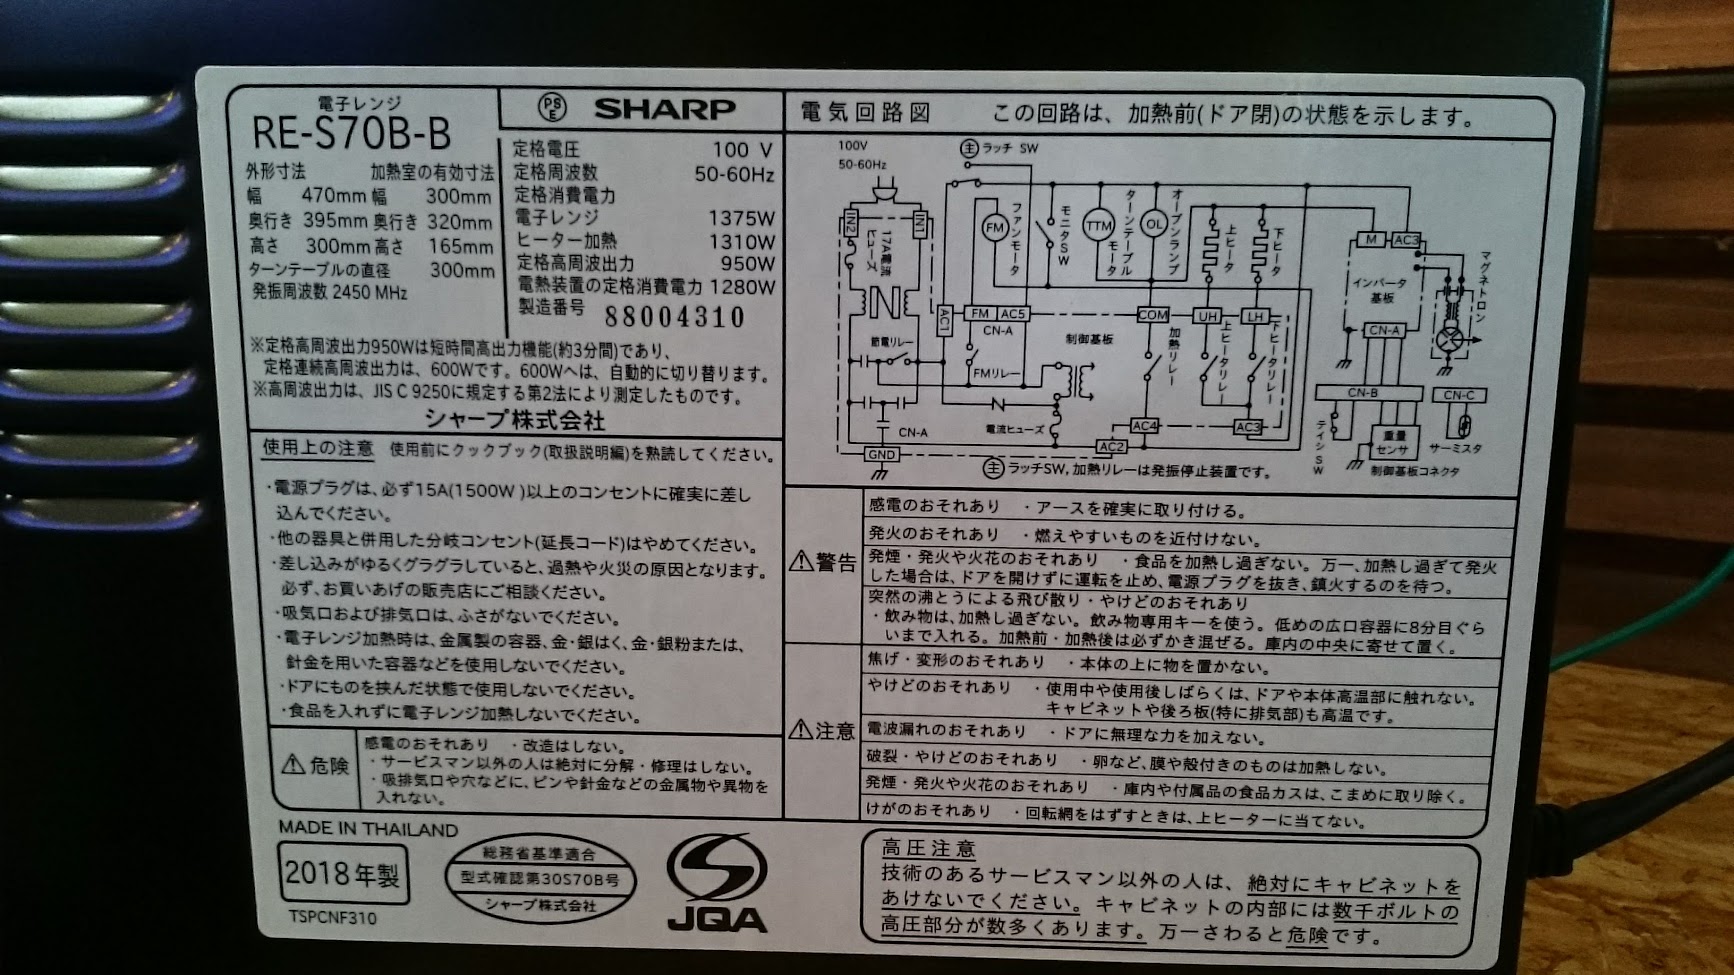 電子レンジ
RE-S70B-B
外形寸法 加熱室の有効寸法
幅 470mm 幅 300mm
奥行き 395mm 奥行き 320mm
高さ 300mm 高さ 165mm
ターンテーブルの直径 300mm
発振周波数 2450 MHz
PSE SHARP
定格電圧 100 V
定格周波数 50-60Hz
定格消費電力
電子レンジ 1375W
ヒーター加熱 1310W
定格高周波出力 950W
電熱装置の定格消費電力 1280W
製造番号 88004310
※定格高周波出力950Wは短時間高出力機能(約3分間)であり、
定格連続高周波出力は、600Wです。600Wへは、自動的に切り替ります。
※高周波出力は、JIS C 9250に規定する第2法により測定したものです。
シャープ株式会社
使用上の注意 使用前にクックブック(取扱説明編)を熟読してください。
・電源プラグは、必ず15A(1500W)以上のコンセントに確実に差し
込んでください。
・他の器具と併用した分岐コンセント(延長コード)はやめてください。
・差し込みがゆるくグラグラしていると、過熱や火災の原因となります。
必ず、お買いあげの販売店にご相談ください。
・吸気口および排気口は、ふさがないでください。
・電子レンジ加熱時は、金属製の容器、金・銀はく、金・銀粉または、
針金を用いた容器などを使用しないでください。
・ドアにものを挟んだ状態で使用しないでください。
・食品を入れずに電子レンジ加熱しないでください。
⚠危険
感電のおそれあり ・改造はしない。
・サービスマン以外の人は絶対に分解・修理はしない。
・吸排気口や穴などに、ピンや針金などの金属物や異物を
入れない。
MADE IN THAILAND
2018年製
TSPCNF310
総務省基準適合
型式確認第30S70B号
シャープ株式会社
JQA
電気回路図 この回路は、加熱前(ドア閉)の状態を示します。
100V
50-60Hz
主 ラッチ SW
IN2
IN1
17A電流
ヒューズ
N
FM
ファンモータ
モニタSW
TTM
ターンテーブル
モータ
OL
オーブンランプ
上ヒータ
下ヒータ
M
AC3
インバータ
基板
マグネトロン
AC1
FM AC5
CN-A
制御基板
COM
UH
LH
加熱リレー
上ヒータリレー
下ヒータリレー
CN-A
節電リレー
FMリレー
CN-A
電流ヒューズ
AC4
AC3
AC2
GND
CN-B
CN-C
テイシSW
重量
センサ
サーミスタ
制御基板コネクタ
主 ラッチSW,加熱リレーは発振停止装置です。
⚠警告
感電のおそれあり ・アースを確実に取り付ける。
発火のおそれあり ・燃えやすいものを近付けない。
発煙・発火や火花のおそれあり ・食品を加熱し過ぎない。万一、加熱し過ぎて発火
した場合は、ドアを開けずに運転を止め、電源プラグを抜き、鎮火するのを待つ。
突然の沸とうによる飛び散り・やけどのおそれあり
・飲み物は、加熱し過ぎない。飲み物専用キーを使う。低めの広口容器に8分目ぐら
いまで入れる。加熱前・加熱後は必ずかき混ぜる。庫内の中央に寄せて置く。
⚠注意
焦げ・変形のおそれあり ・本体の上に物を置かない。
やけどのおそれあり ・使用中や使用後しばらくは、ドアや本体高温部に触れない。
キャビネットや後ろ板(特に排気部)も高温です。
電波漏れのおそれあり ・ドアに無理な力を加えない。
破裂・やけどのおそれあり ・卵など、膜や殻付きのものは加熱しない。
発煙・発火や火花のおそれあり ・庫内や付属品の食品カスは、こまめに取り除く。
けがのおそれあり ・回転網をはずすときは、上ヒーターに当てない。
高圧注意
技術のあるサービスマン以外の人は、絶対にキャビネットを
あけないでください。キャビネットの内部には数千ボルトの
高圧部分が数多くあります。万一さわると危険です。